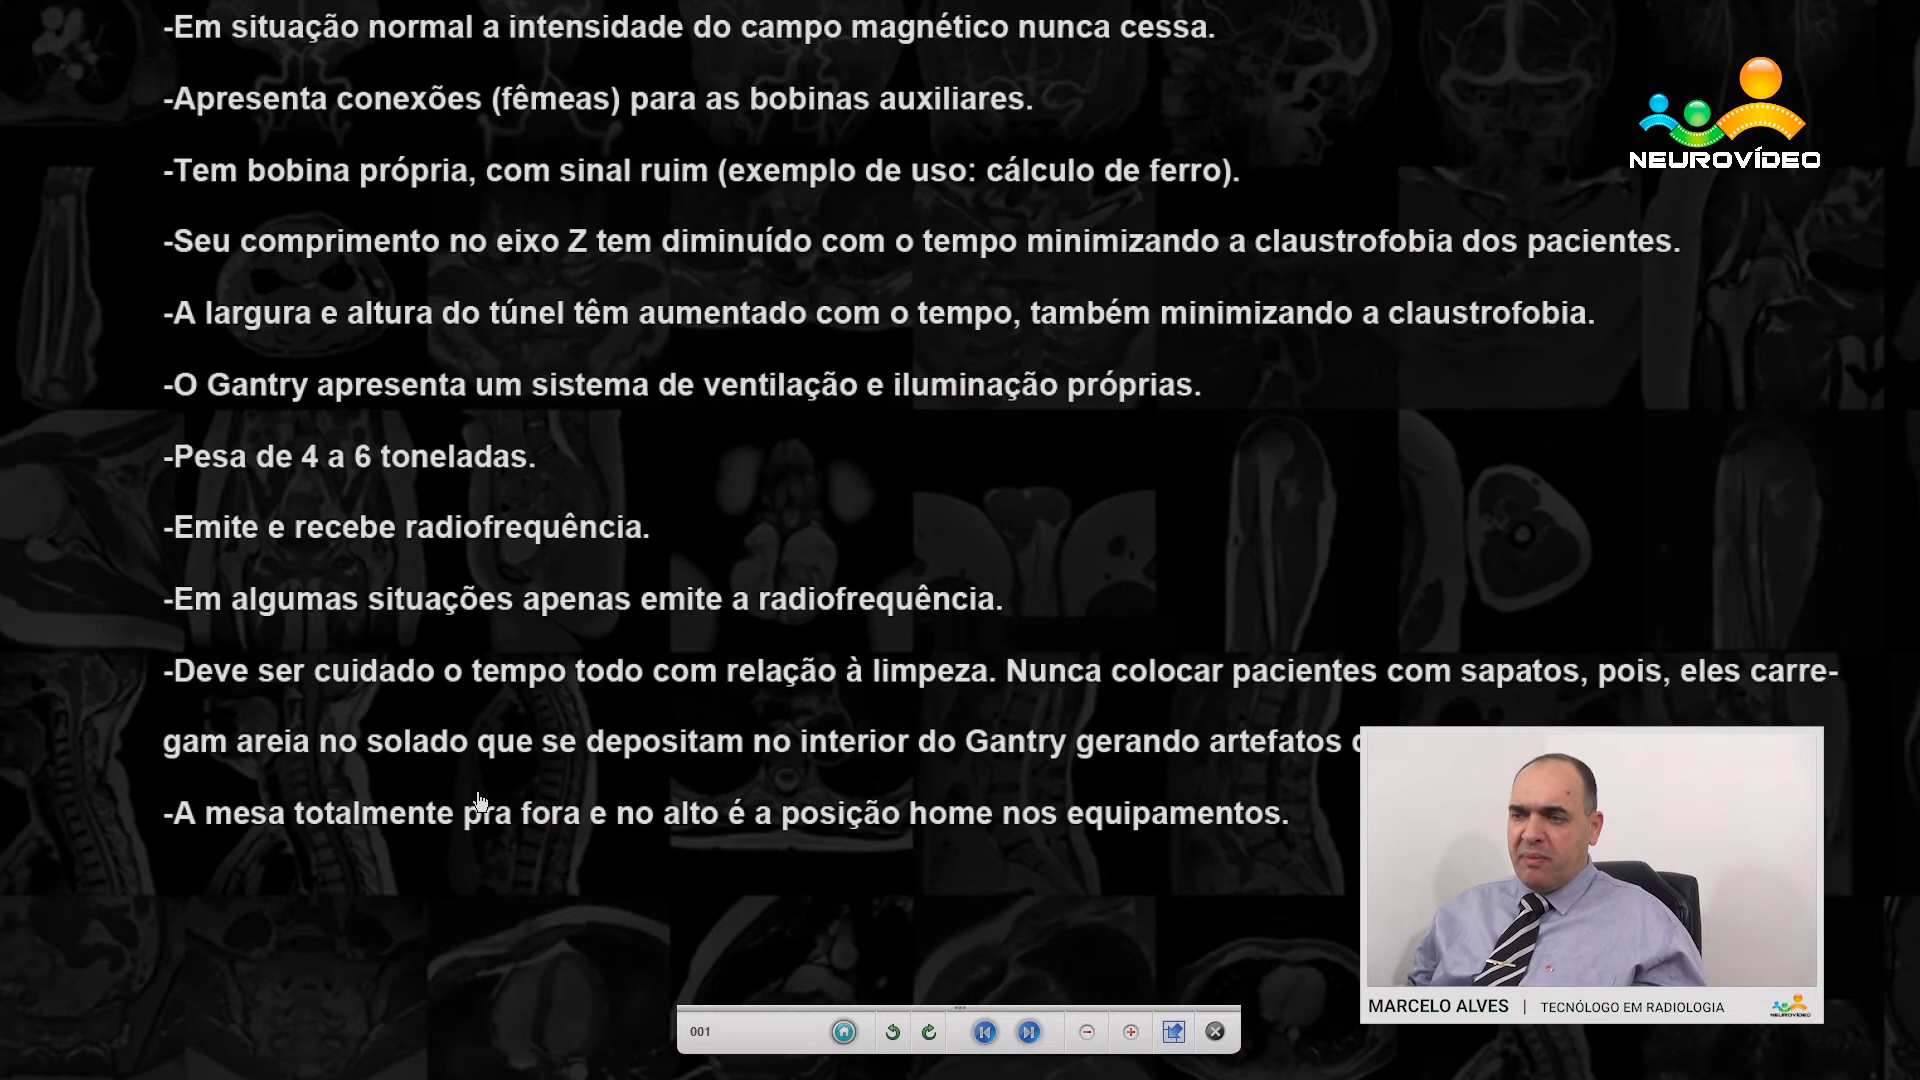 -Em situação normal a intensidade do campo magnético nunca cessa.
-Apresenta conexões (fêmeas) para as bobinas auxiliares.
NEUROVÍDEO
-Tem bobina própria, com sinal ruim (exemplo de uso: cálculo de ferro).
-Seu comprimento no eixo Z tem diminuído com o tempo minimizando a claustrofobia dos pacientes.
-A largura e altura do túnel têm aumentado com o tempo, também minimizando a claustrofobia.
-O Gantry apresenta um sistema de ventilação e iluminação próprias.
-Pesa de 4 a 6 toneladas.
-Emite e recebe radiofrequência.
-Em algumas situações apenas emite a radiofrequência.
-Deve ser cuidado o tempo todo com relação à limpeza. Nunca colocar pacientes com sapatos, pois, eles carre-
gam areia no solado que se depositam no interior do Gantry gerando artefatos
-A mesa totalmente pra fora e no alto é a posição home nos equipamentos.
MARCELO ALVES | TECNÓLOGO EM RADIOLOGIA
NEUROVÍDEO
001